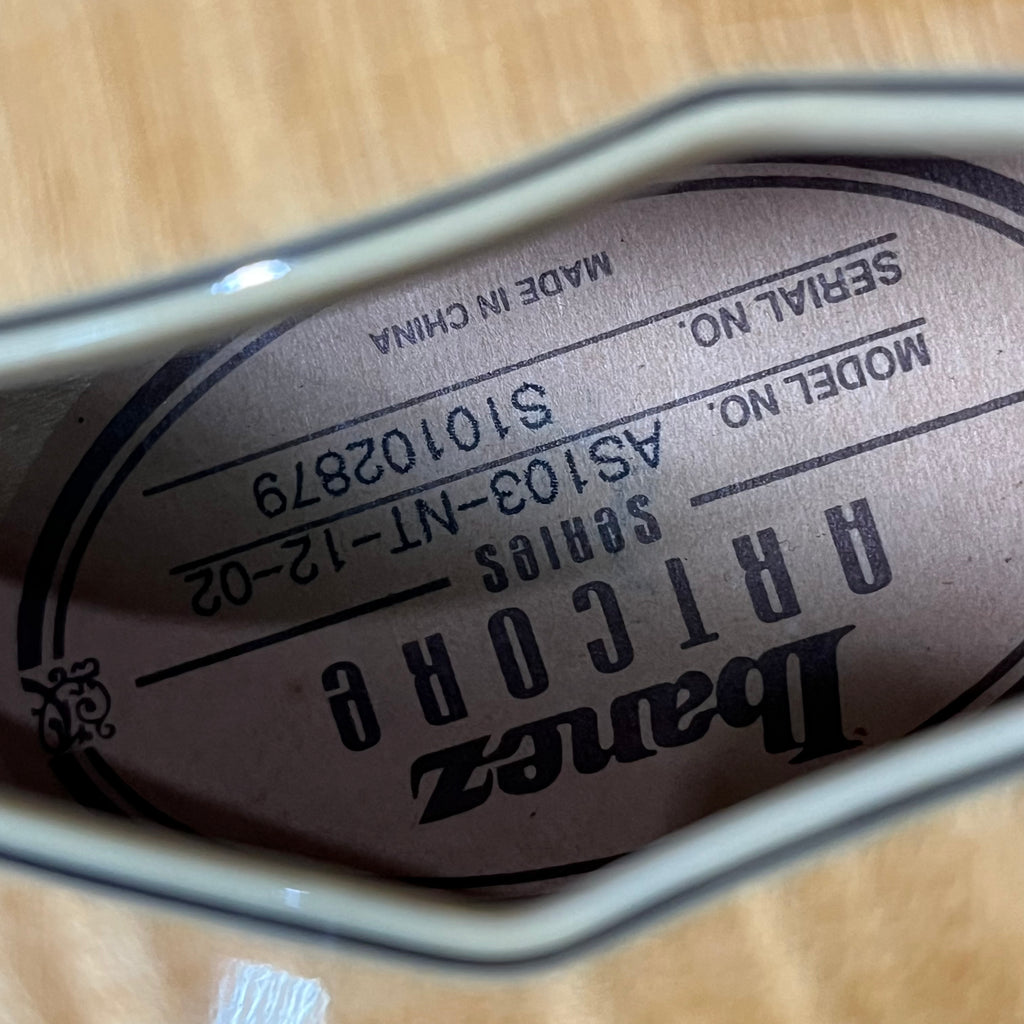 Ibanez
ARTCORE
SERIES
MODEL NO. AS103-NT-12-02
SERIAL NO. S10102879
MADE IN CHINA